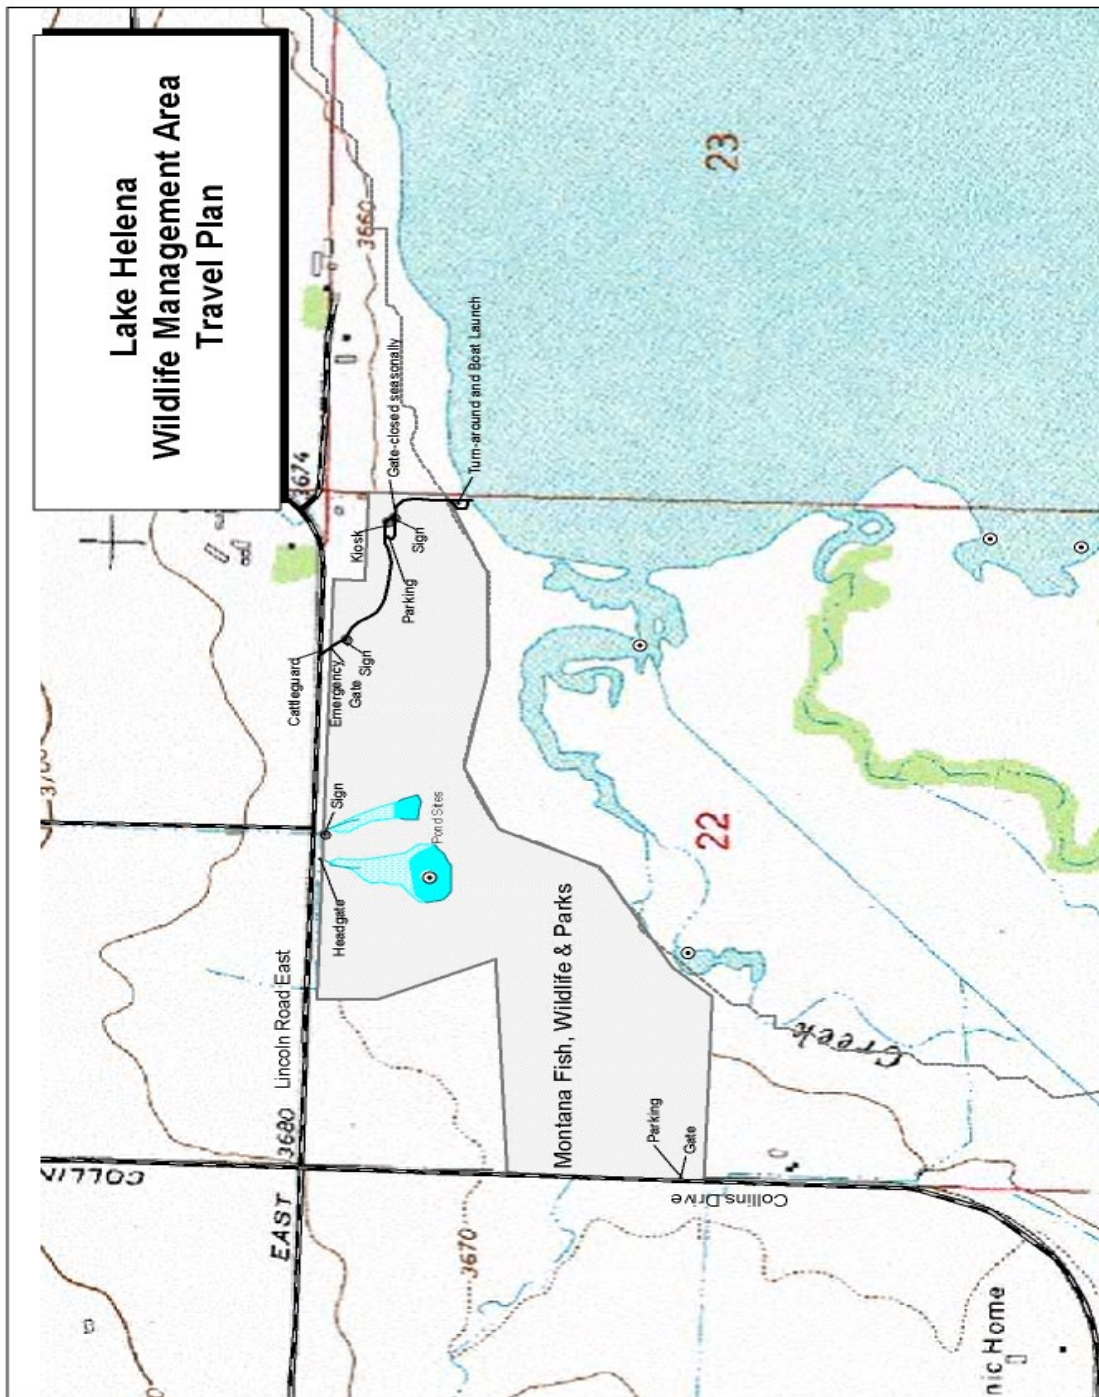 Lake Helena
Wildlife Management Area
Travel Plan
23
3660
3674
Gate-closed seasonally
Turn-around and Boat Launch
Kiosk
Sign
Parking
Cattleguard
Emergency
Gate
Sign
Sign
Pond Sites
Headgate
Lincoln Road East
22
Montana Fish, Wildlife & Parks
Creek
3680
Parking
Gate
COLLIN
Collins Drive
EAST
3670
nic Home